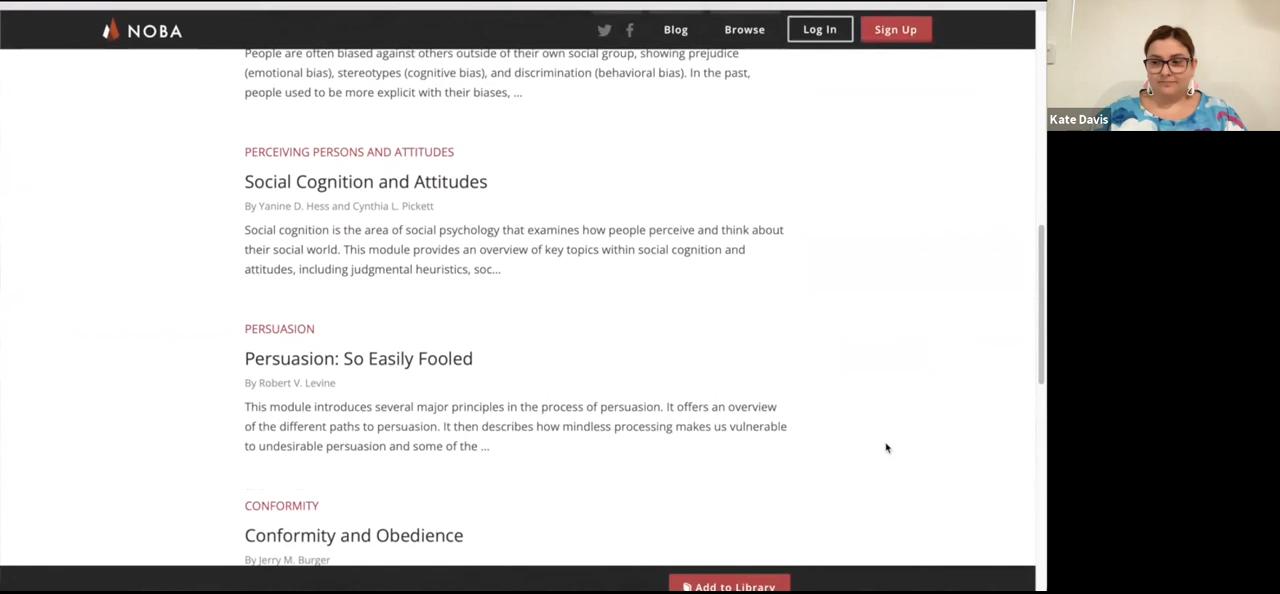 NOBA
Blog
Browse
Log In
Sign Up
People are often biased against others outside of their own social group, showing prejudice
(emotional bias), stereotypes (cognitive bias), and discrimination (behavioral bias). In the past,
people used to be more explicit with their biases, ...
PERCEIVING PERSONS AND ATTITUDES
Social Cognition and Attitudes
By Yanine D. Hess and Cynthia L. Pickett
Social cognition is the area of social psychology that examines how people perceive and think about
their social world. This module provides an overview of key topics within social cognition and
attitudes, including judgmental heuristics, soc...
PERSUASION
Persuasion: So Easily Fooled
By Robert V. Levine
This module introduces several major principles in the process of persuasion. It offers an overview
of the different paths to persuasion. It then describes how mindless processing makes us vulnerable
to undesirable persuasion and some of the ...
CONFORMITY
Conformity and Obedience
By Jerry M. Burger
Add to Library
Kate Davis